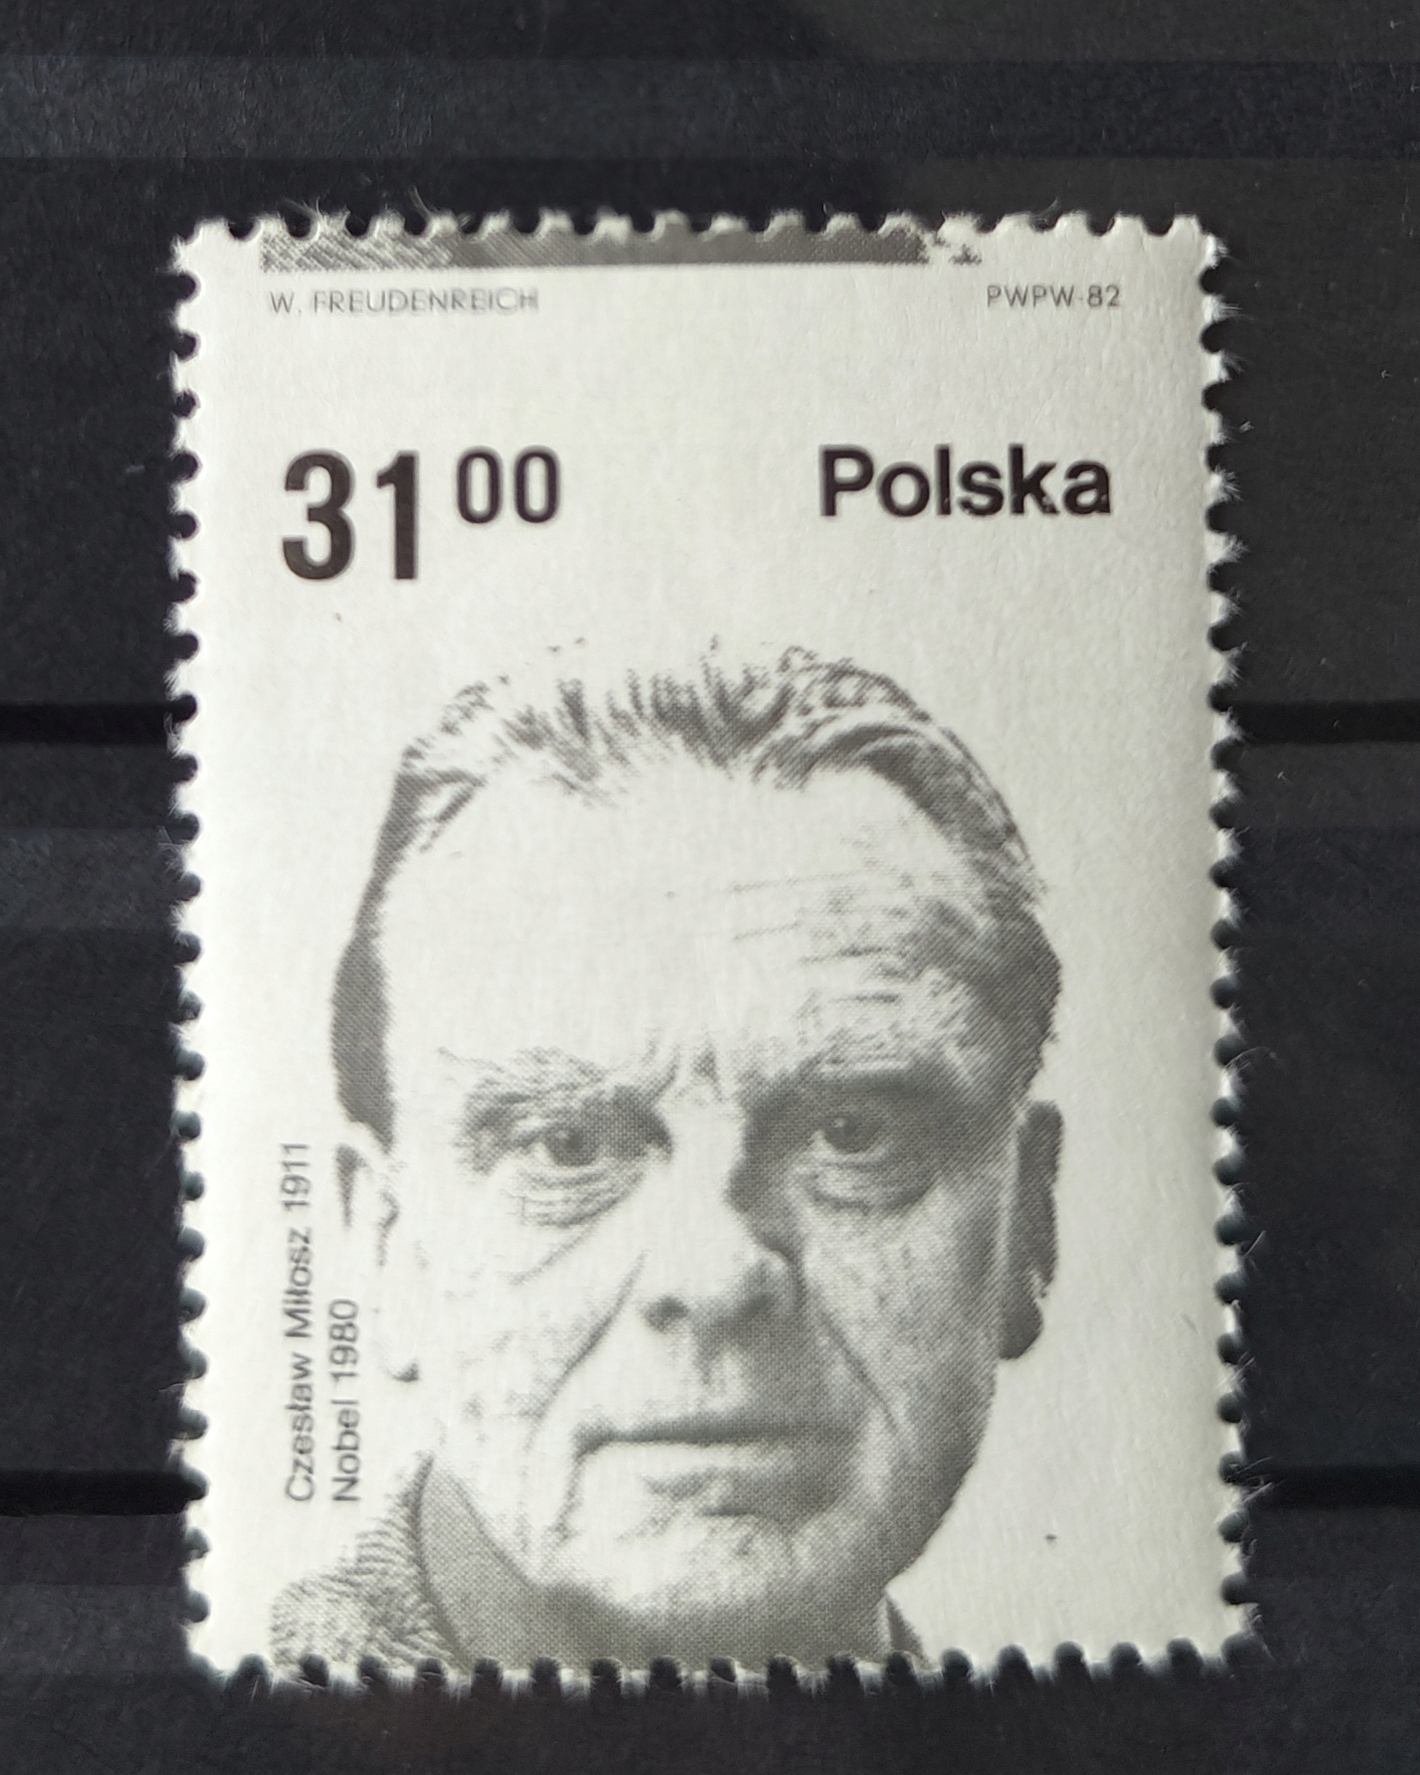 W. FREUDENREICH
PWPW-82
31 00
Polska
Czesław Miłosz 1911
Nobel 1980